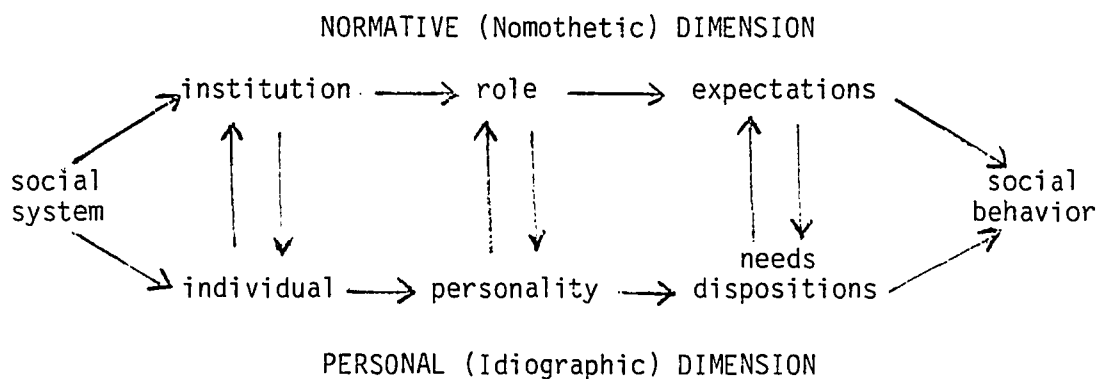 NORMATIVE (Nomothetic) DIMENSION
institution role expectations
social system
social behavior
individual personality needs dispositions
PERSONAL (Idiographic) DIMENSION